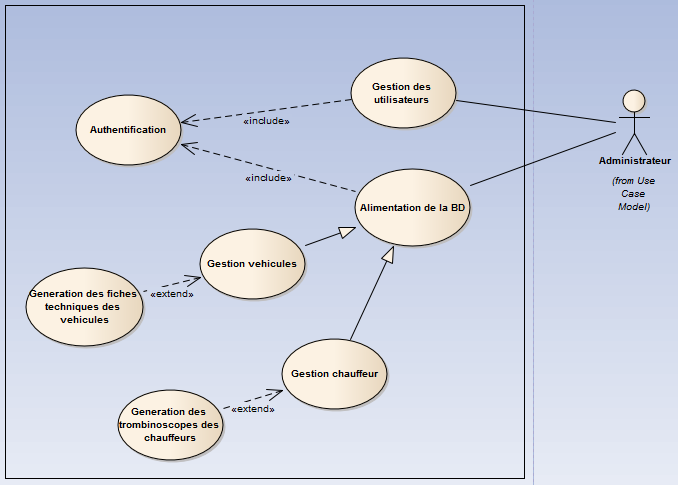 Gestion des
utilisateurs
Authentification
«include»
Administrateur
(from Use
Case
Model)
«include»
Alimentation de la BD
Gestion vehicules
Generation des fiches
techniques des
vehicules
«extend»
Gestion chauffeur
Generation des
trombinoscopes des
chauffeurs
«extend»